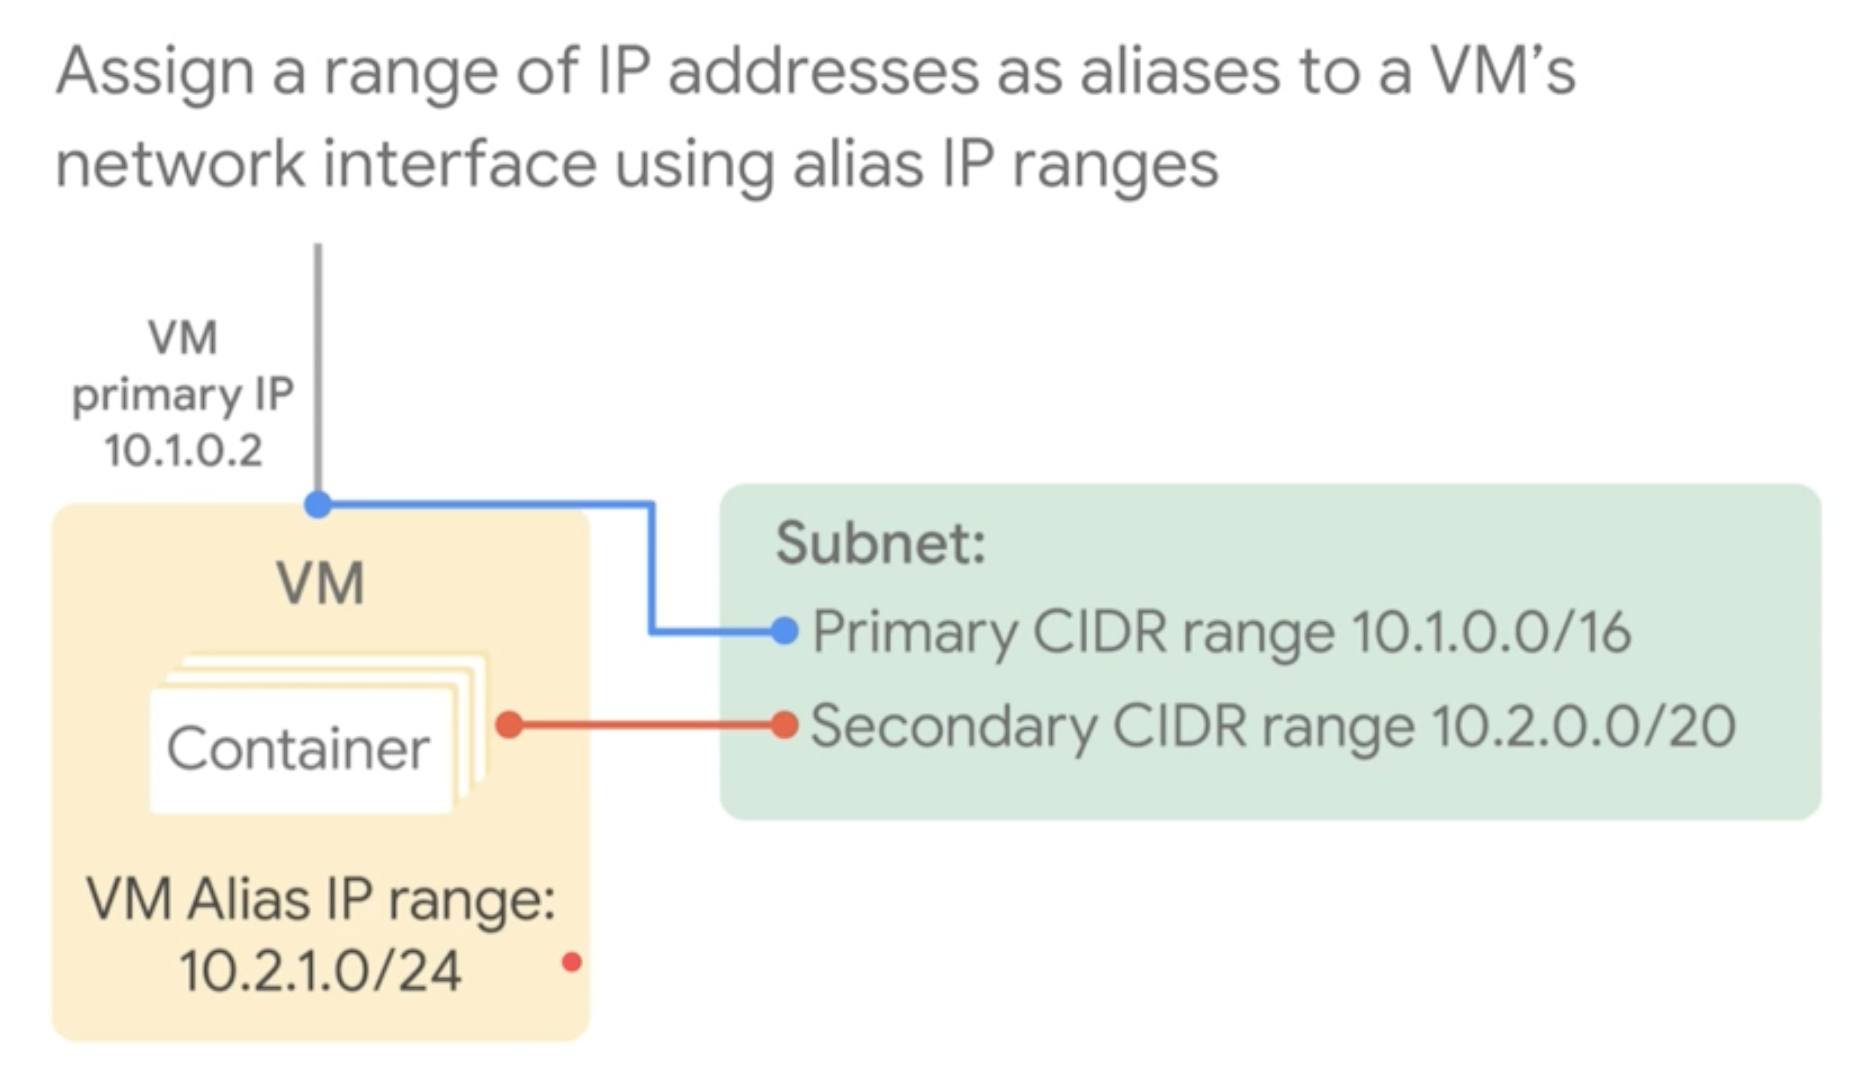 Assign a range of IP addresses as aliases to a VM’s
network interface using alias IP ranges
VM
primary IP
10.1.0.2
VM
Container
VM Alias IP range:
10.2.1.0/24
Subnet:
Primary CIDR range 10.1.0.0/16
Secondary CIDR range 10.2.0.0/20